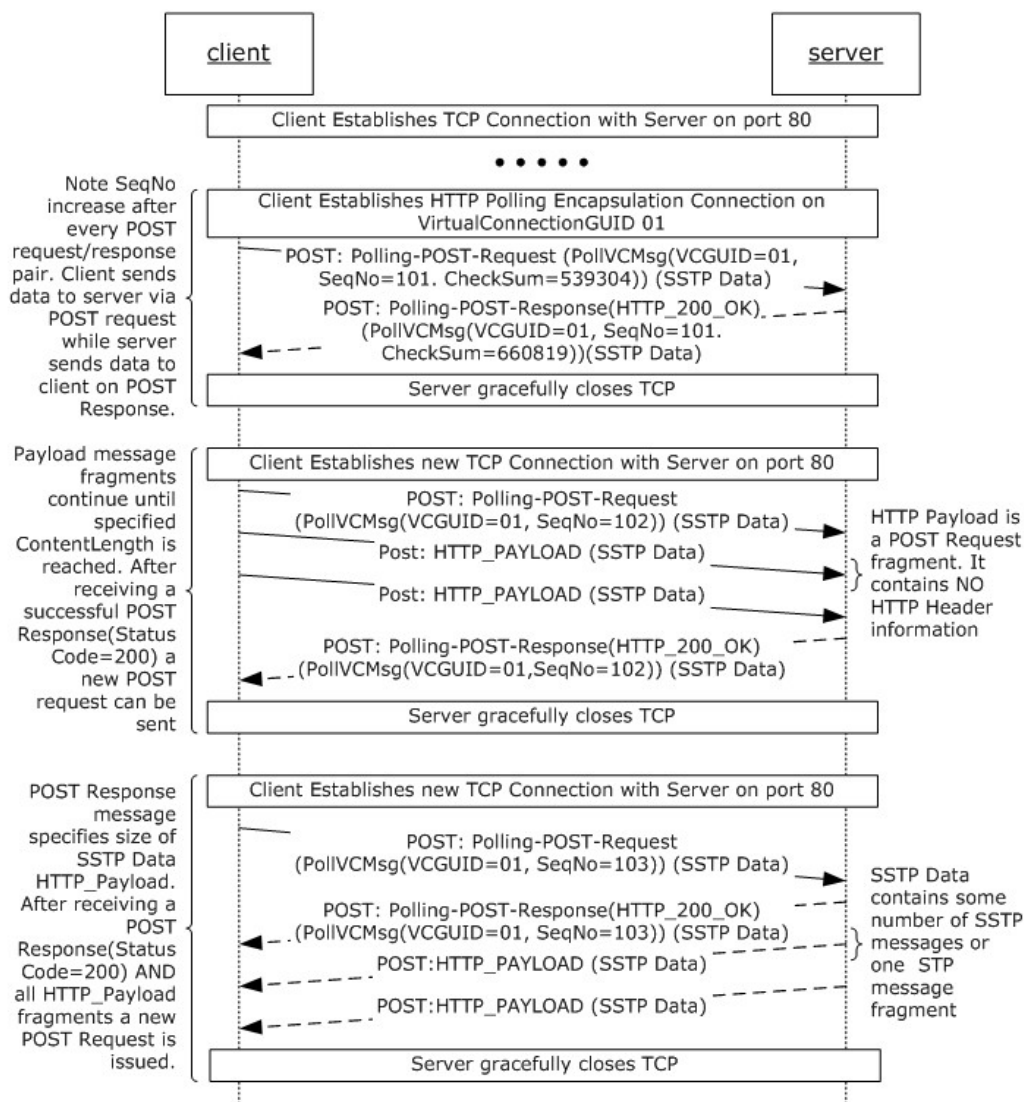 client
server
Client Establishes TCP Connection with Server on port 80
Note SeqNo
increase after
every POST
request/response
pair. Client sends
data to server via
POST request
while server
sends data to
client on POST
Response.
Client Establishes HTTP Polling Encapsulation Connection on
VirtualConnectionGUID 01
POST: Polling-POST-Request (PollVCMsg(VCGUID=01,
SeqNo=101. CheckSum=539304)) (SSTP Data)
POST: Polling-POST-Response(HTTP_200_OK)
(PollVCMsg(VCGUID=01, SeqNo=101.
CheckSum=660819))(SSTP Data)
Server gracefully closes TCP
Payload message
fragments
continue until
specified
ContentLength is
reached. After
receiving a
successful POST
Response(Status
Code=200) a
new POST
request can be
sent
Client Establishes new TCP Connection with Server on port 80
POST: Polling-POST-Request
(PollVCMsg(VCGUID=01, SeqNo=102)) (SSTP Data)
Post: HTTP_PAYLOAD (SSTP Data)
Post: HTTP_PAYLOAD (SSTP Data)
POST: Polling-POST-Response(HTTP_200_OK)
(PollVCMsg(VCGUID=01,SeqNo=102)) (SSTP Data)
HTTP Payload is
a POST Request
fragment. It
contains NO
HTTP Header
information
Server gracefully closes TCP
POST Response
message
specifies size of
SSTP Data
HTTP_Payload.
After receiving a
POST
Response(Status
Code=200) AND
all HTTP_Payload
fragments a new
POST Request is
issued.
Client Establishes new TCP Connection with Server on port 80
POST: Polling-POST-Request
(PollVCMsg(VCGUID=01, SeqNo=103)) (SSTP Data)
POST: Polling-POST-Response(HTTP_200_OK)
(PollVCMsg(VCGUID=01, SeqNo=103)) (SSTP Data)
POST:HTTP_PAYLOAD (SSTP Data)
POST:HTTP_PAYLOAD (SSTP Data)
SSTP Data
contains some
number of SSTP
messages or
one STP
message
fragment
Server gracefully closes TCP